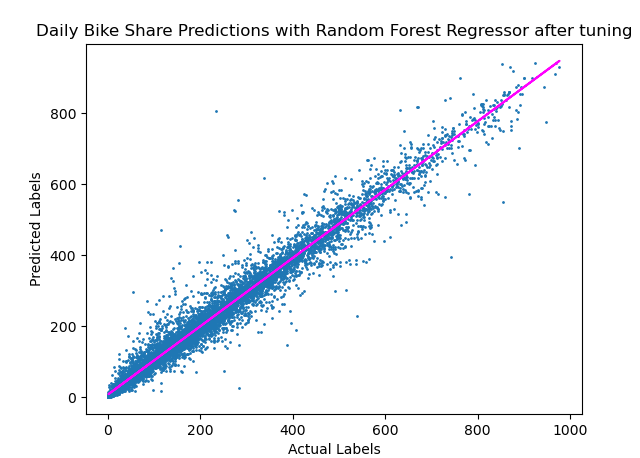 Daily Bike Share Predictions with Random Forest Regressor after tuning
800
600
400
200
0
Predicted Labels
0 200 400 600 800 1000
Actual Labels